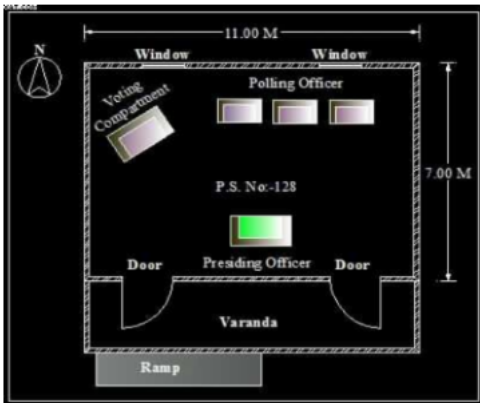 11.00 M
N
Window
Window
Polling Officer
Voting
Compartment
7.00 M
P.S. No:-128
Door
Presiding Officer
Door
Varanda
Ramp